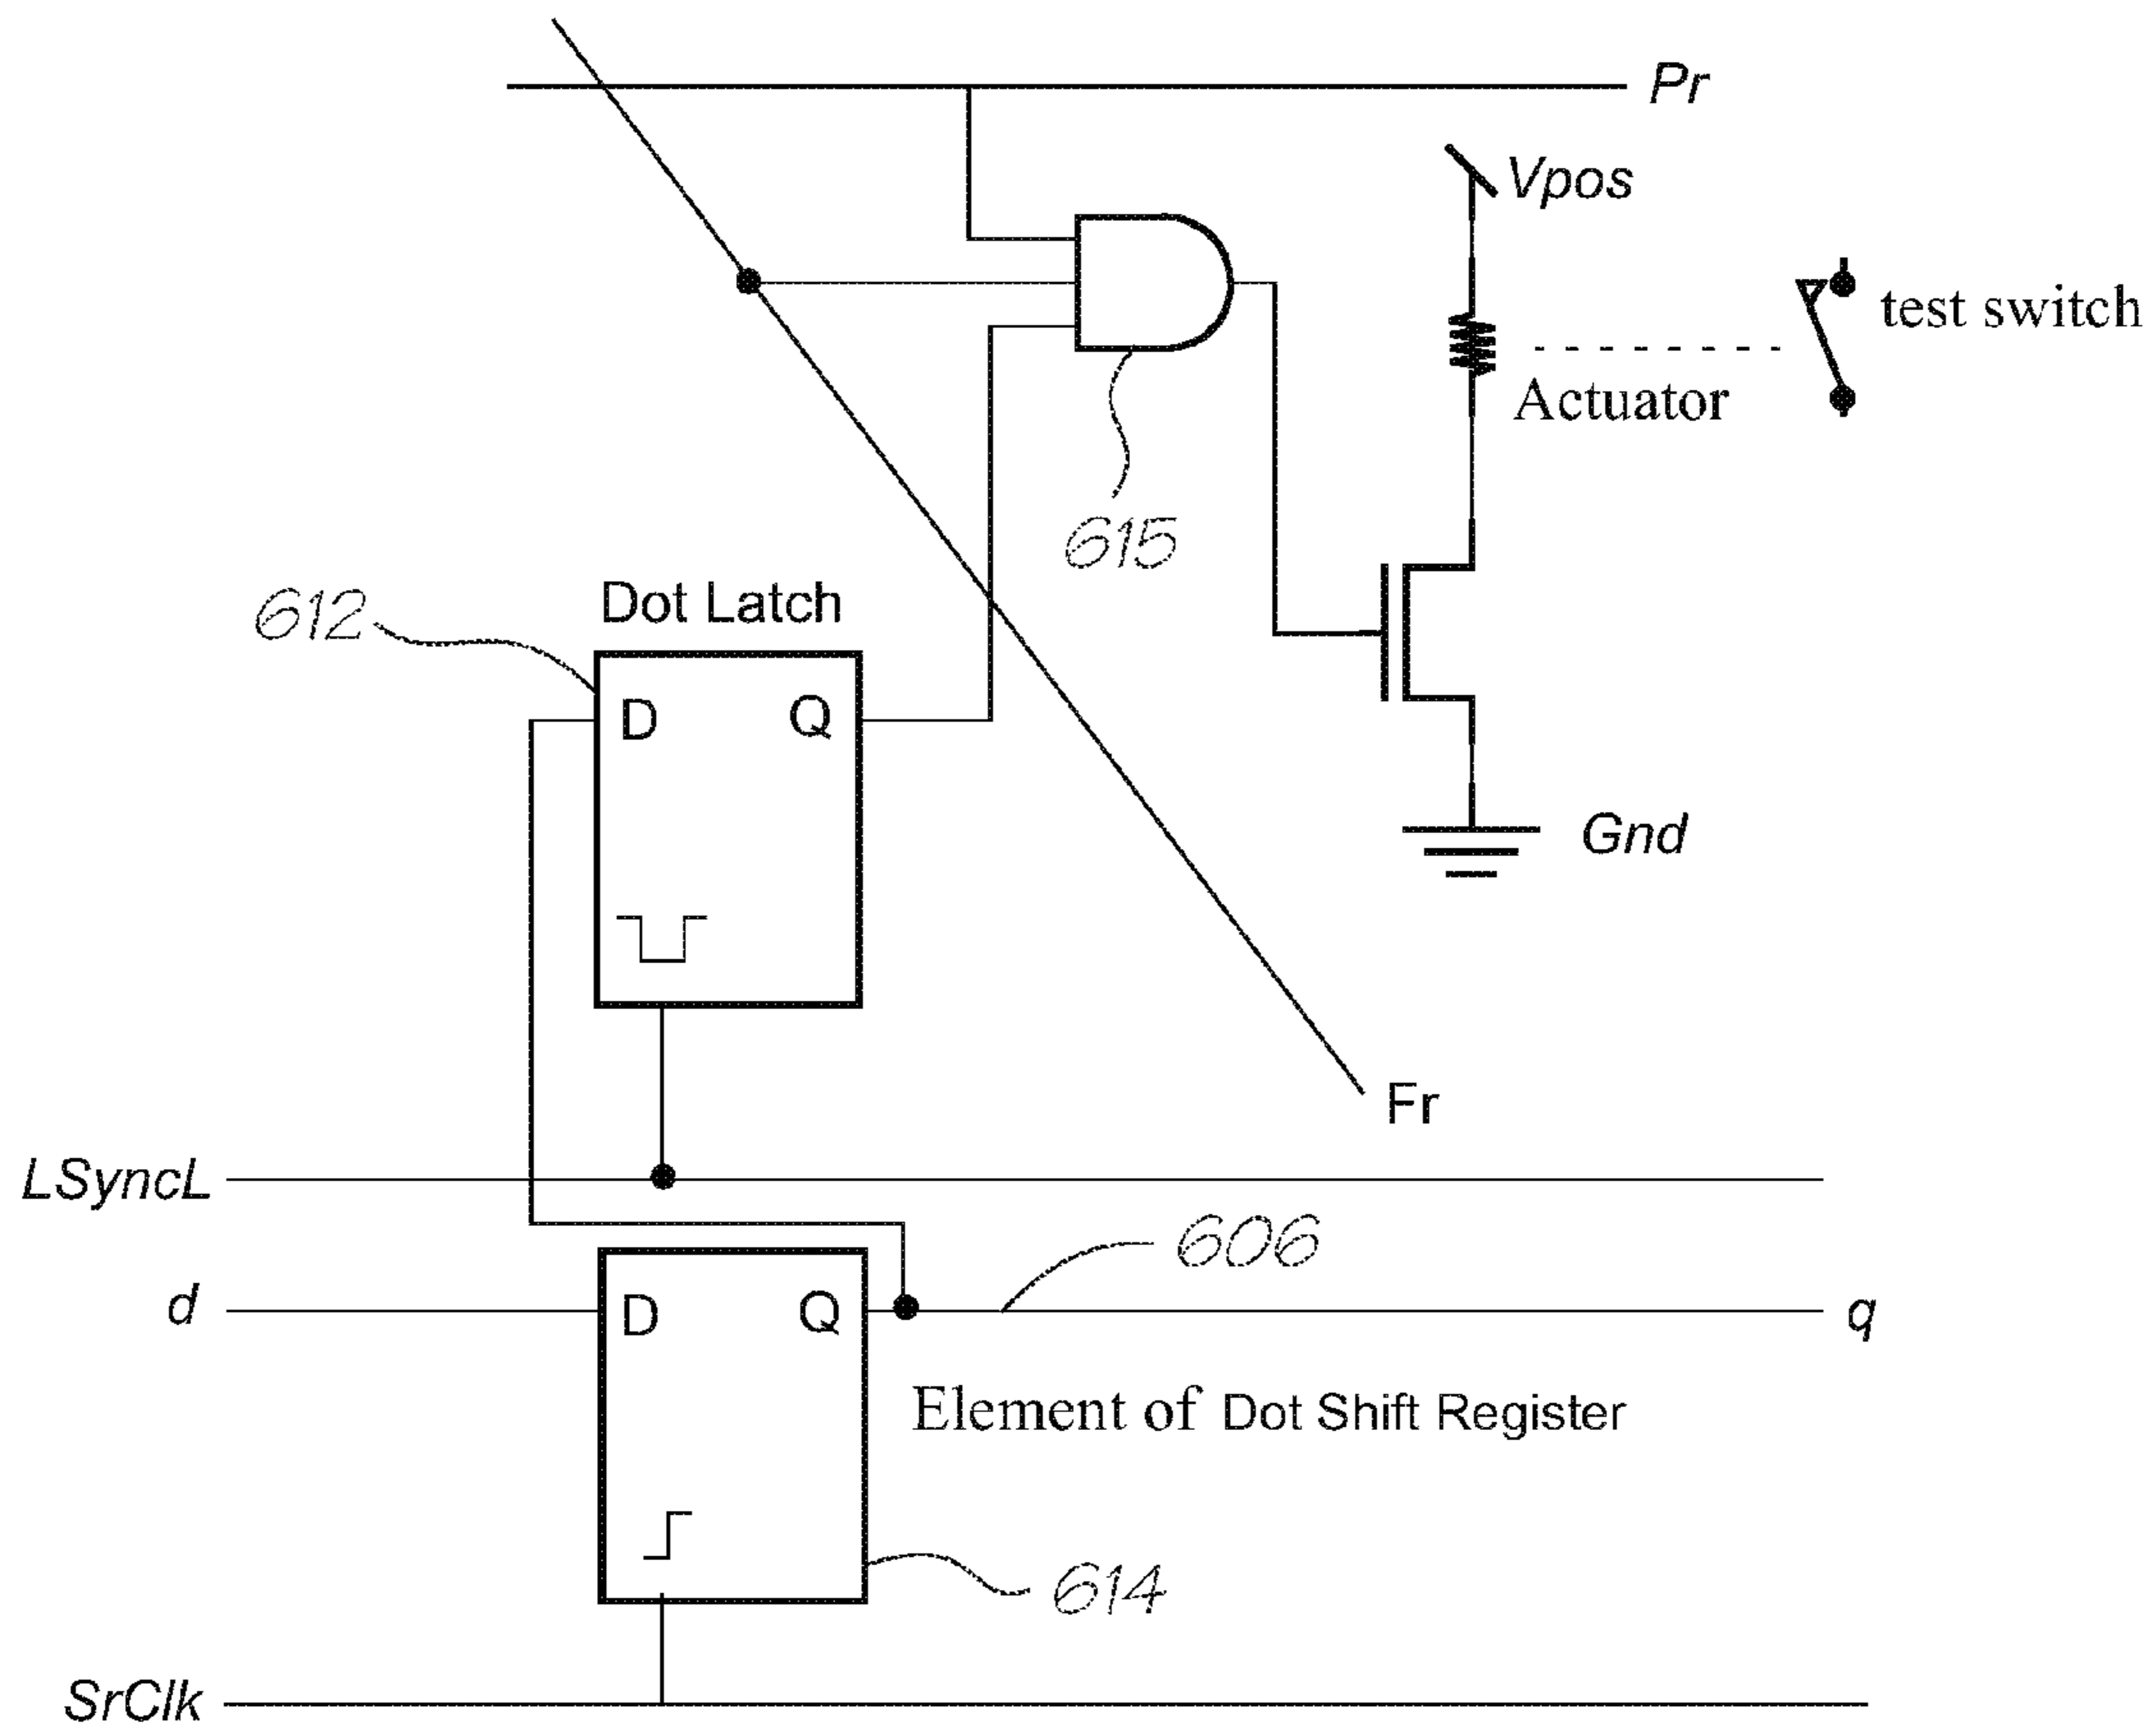 Pr
Vpos
test switch
Actuator
615
612
Dot Latch
D Q
Gnd
Fr
LSyncL
606
d
D Q
q
Element of Dot Shift Register
614
SrClk